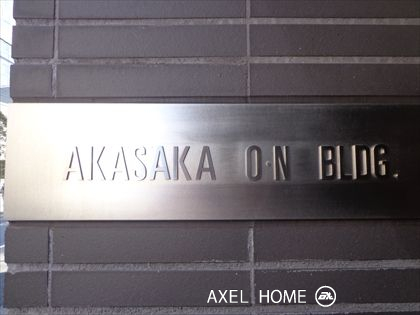 AKASAKA O·N BLDG.
AXEL HOME